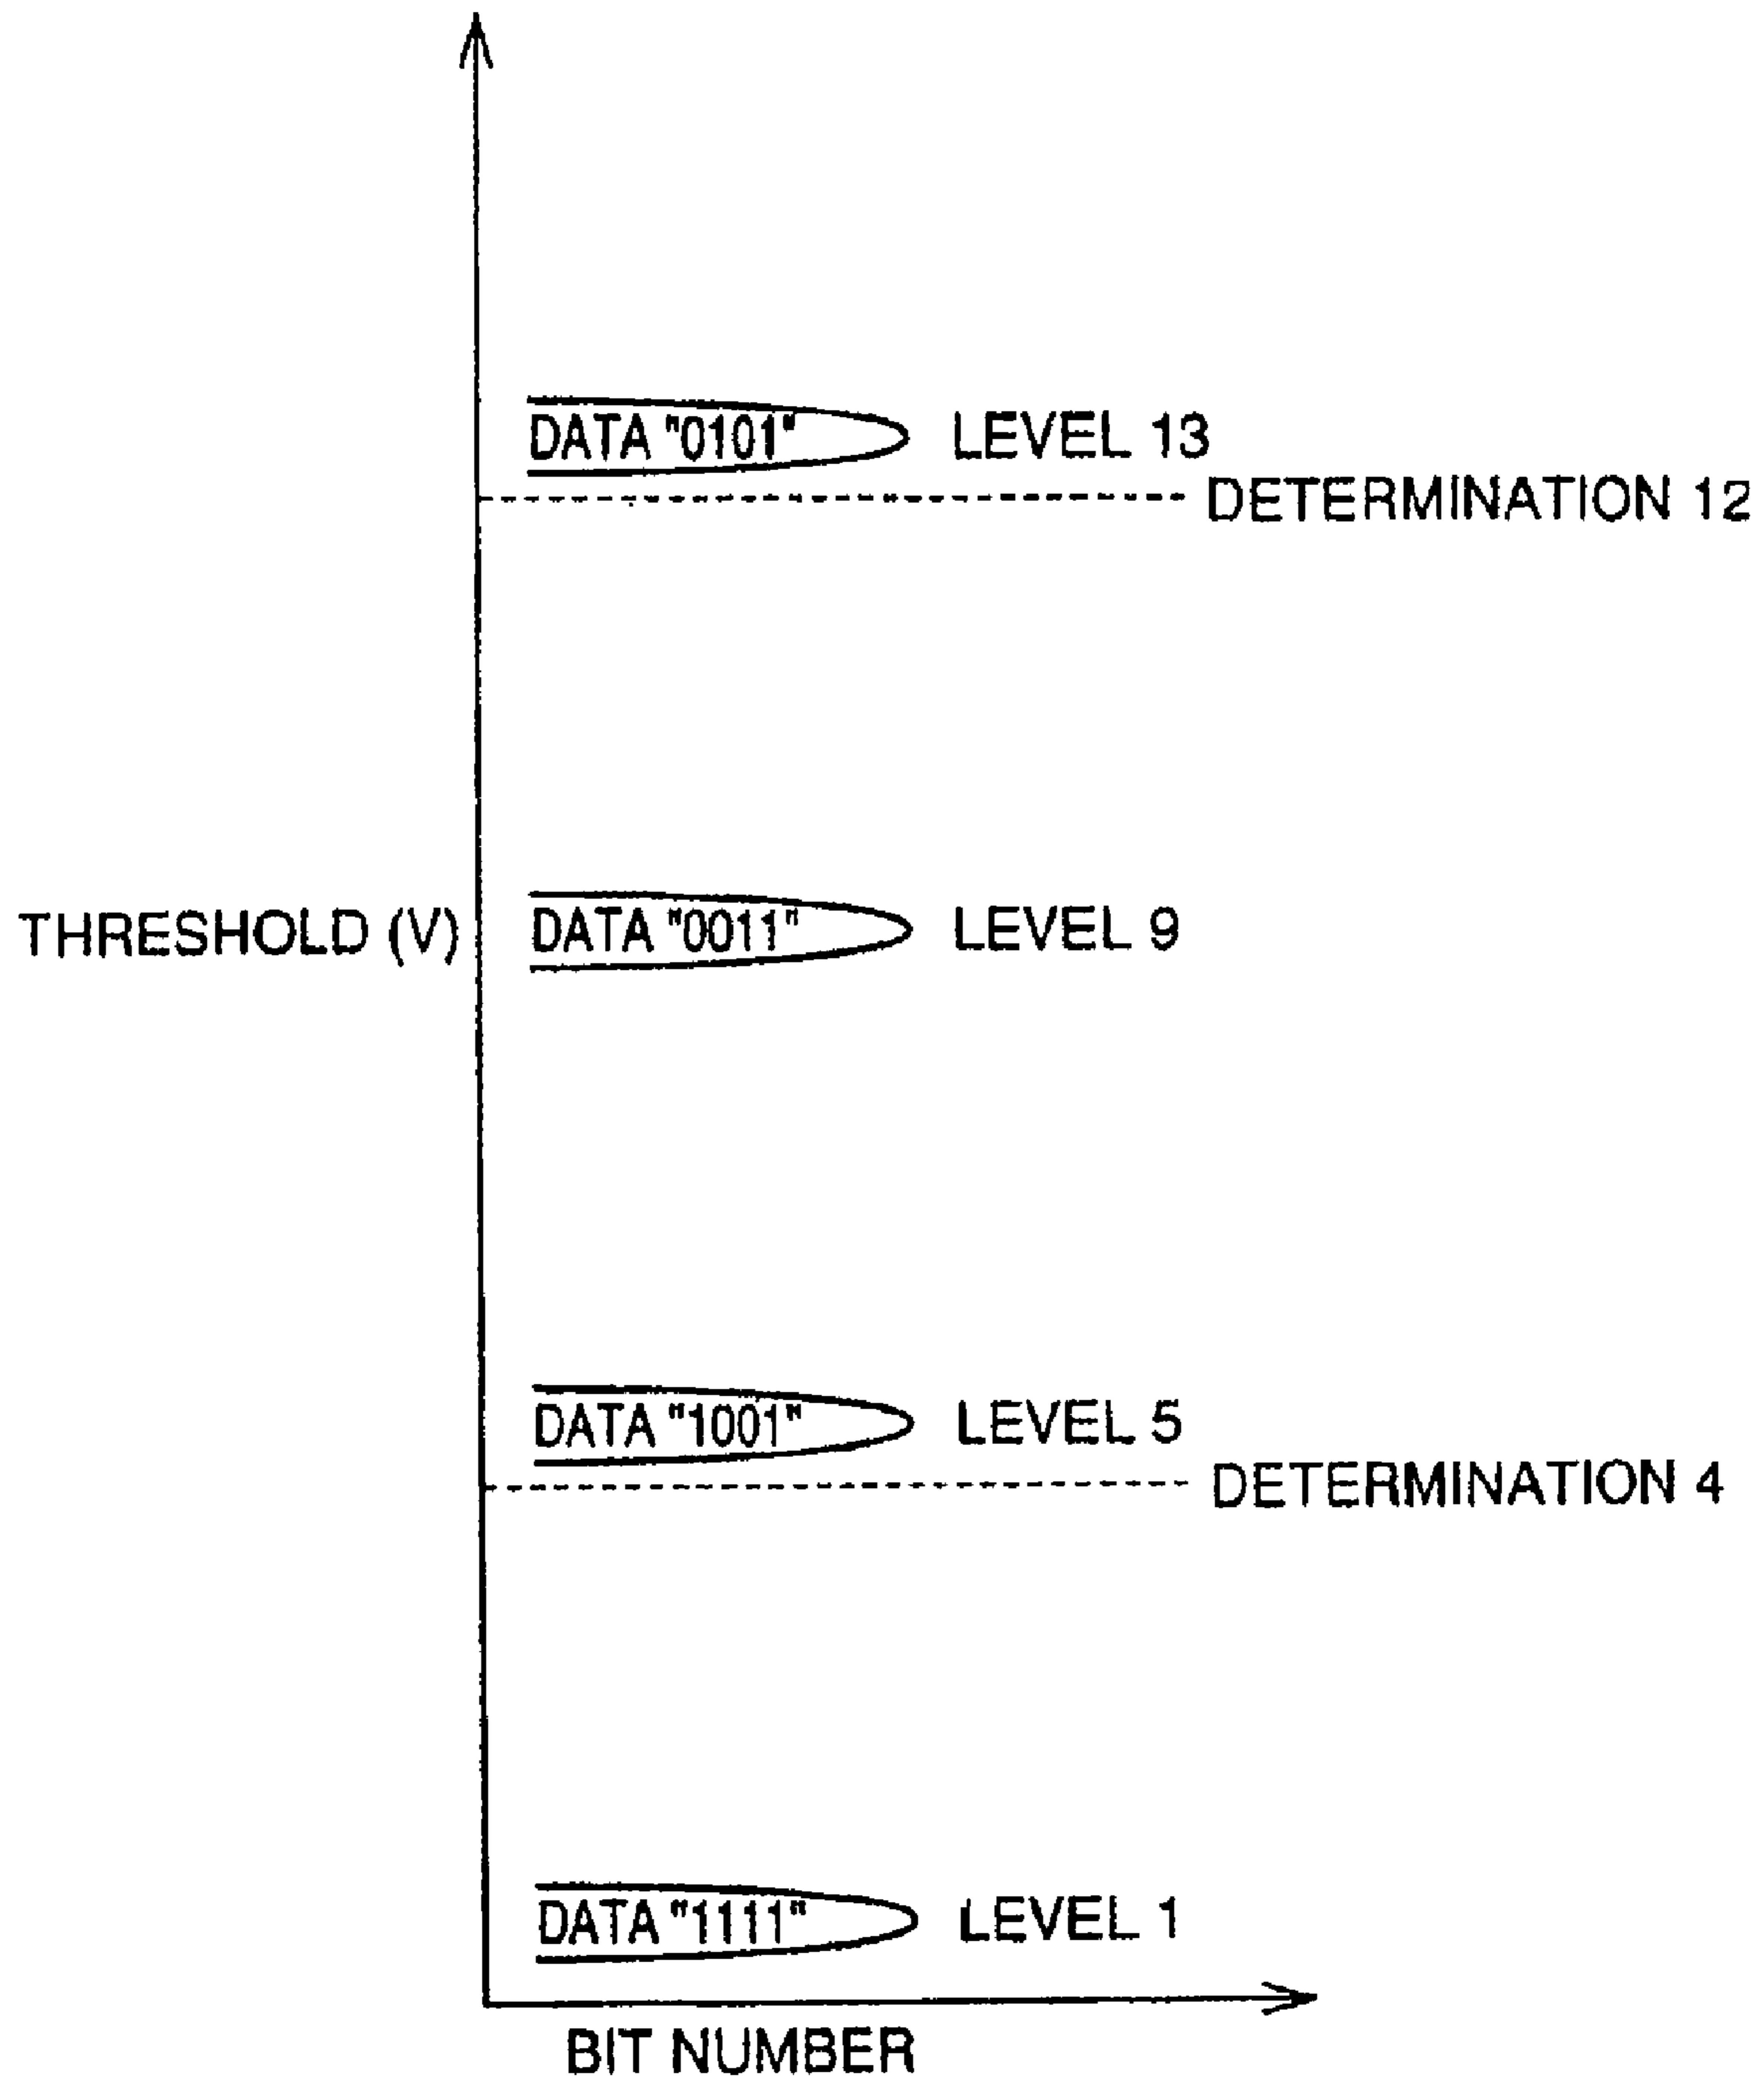 DATA "0101" LEVEL 13
DETERMINATION 12
THRESHOLD (V) DATA "0011" LEVEL 9
DATA "1001" LEVEL 5
DETERMINATION 4
DATA "1111" LEVEL 1
BIT NUMBER